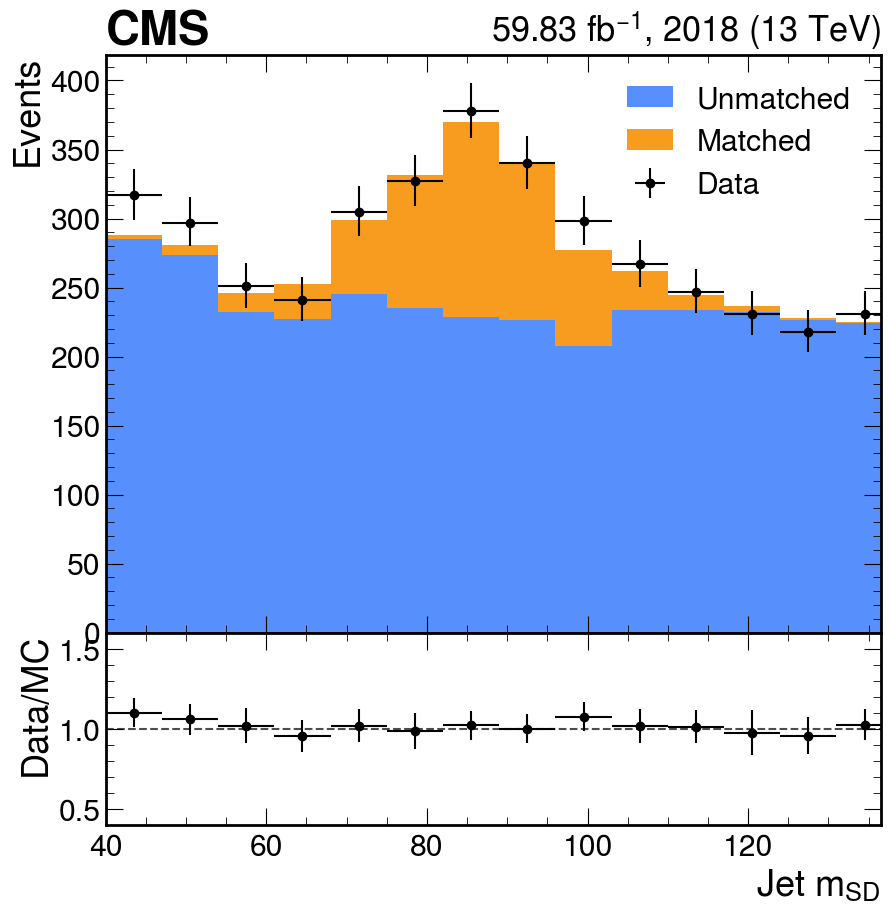 CMS
59.83 fb⁻¹, 2018 (13 TeV)
Events
400
350
300
250
200
150
100
50
0
Unmatched
Matched
Data
Data/MC
1.5
1.0
0.5
40 60 80 100 120
Jet m_SD